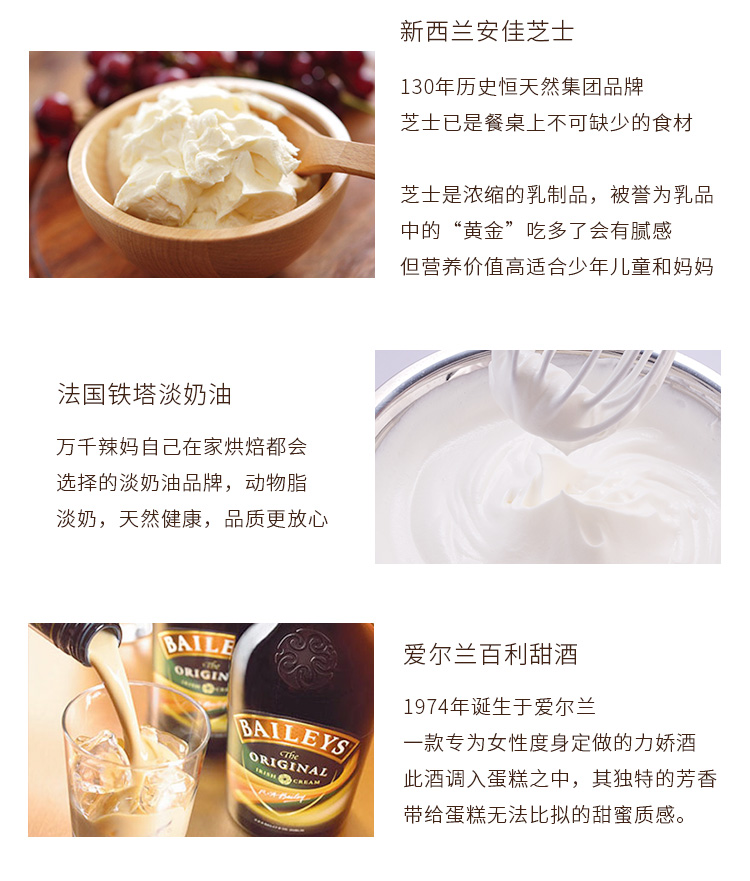 新西兰安佳芝士
130年历史恒天然集团品牌
芝士已是餐桌上不可缺少的食材
芝士是浓缩的乳制品，被誉为乳品
中的“黄金”吃多了会有腻感
但营养价值高适合少年儿童和妈妈
法国铁塔淡奶油
万千辣妈自己在家烘焙都会
选择的淡奶油品牌，动物脂
淡奶，天然健康，品质更放心
BAILE
The
ORIGIN
IRISH CRE
BAILEYS
The
ORIGINAL
IRISH CREAM
R.A. Bailey
爱尔兰百利甜酒
1974年诞生于爱尔兰
一款专为女性度身定做的力娇酒
此酒调入蛋糕之中，其独特的芳香
带给蛋糕无法比拟的甜蜜质感。